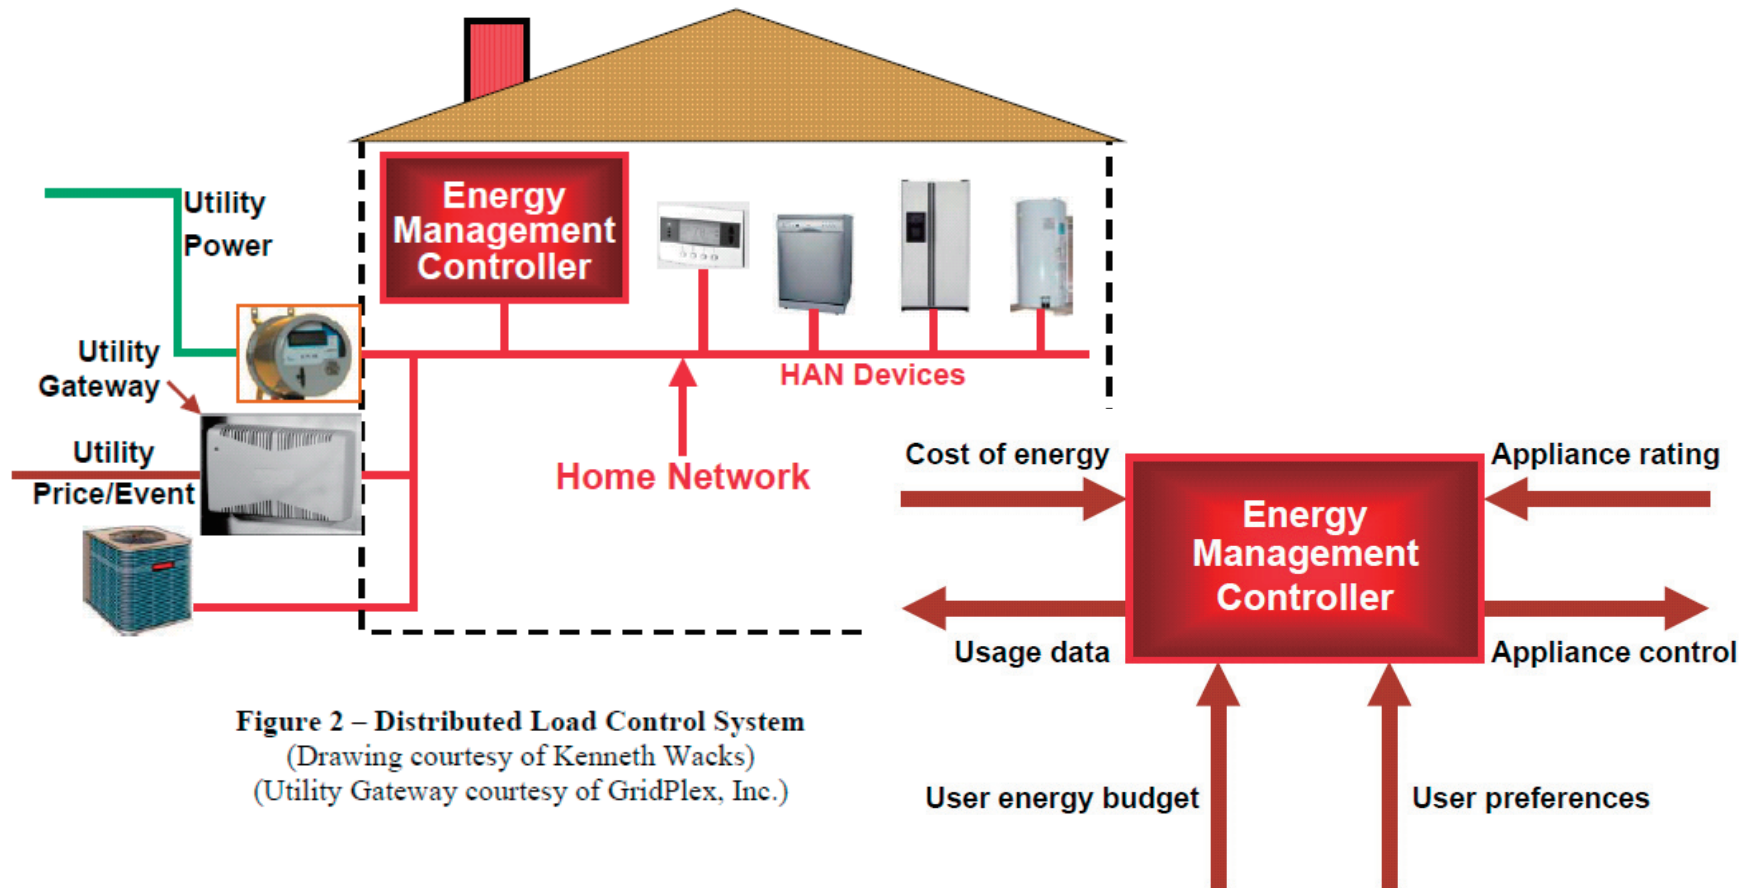 Energy
Management
Controller
Utility
Power
Utility
Gateway
Utility
Price/Event
HAN Devices
Home Network
Cost of energy
Appliance rating
Energy
Management
Controller
Usage data
Appliance control
User energy budget
User preferences
Figure 2 – Distributed Load Control System
(Drawing courtesy of Kenneth Wacks)
(Utility Gateway courtesy of GridPlex, Inc.)